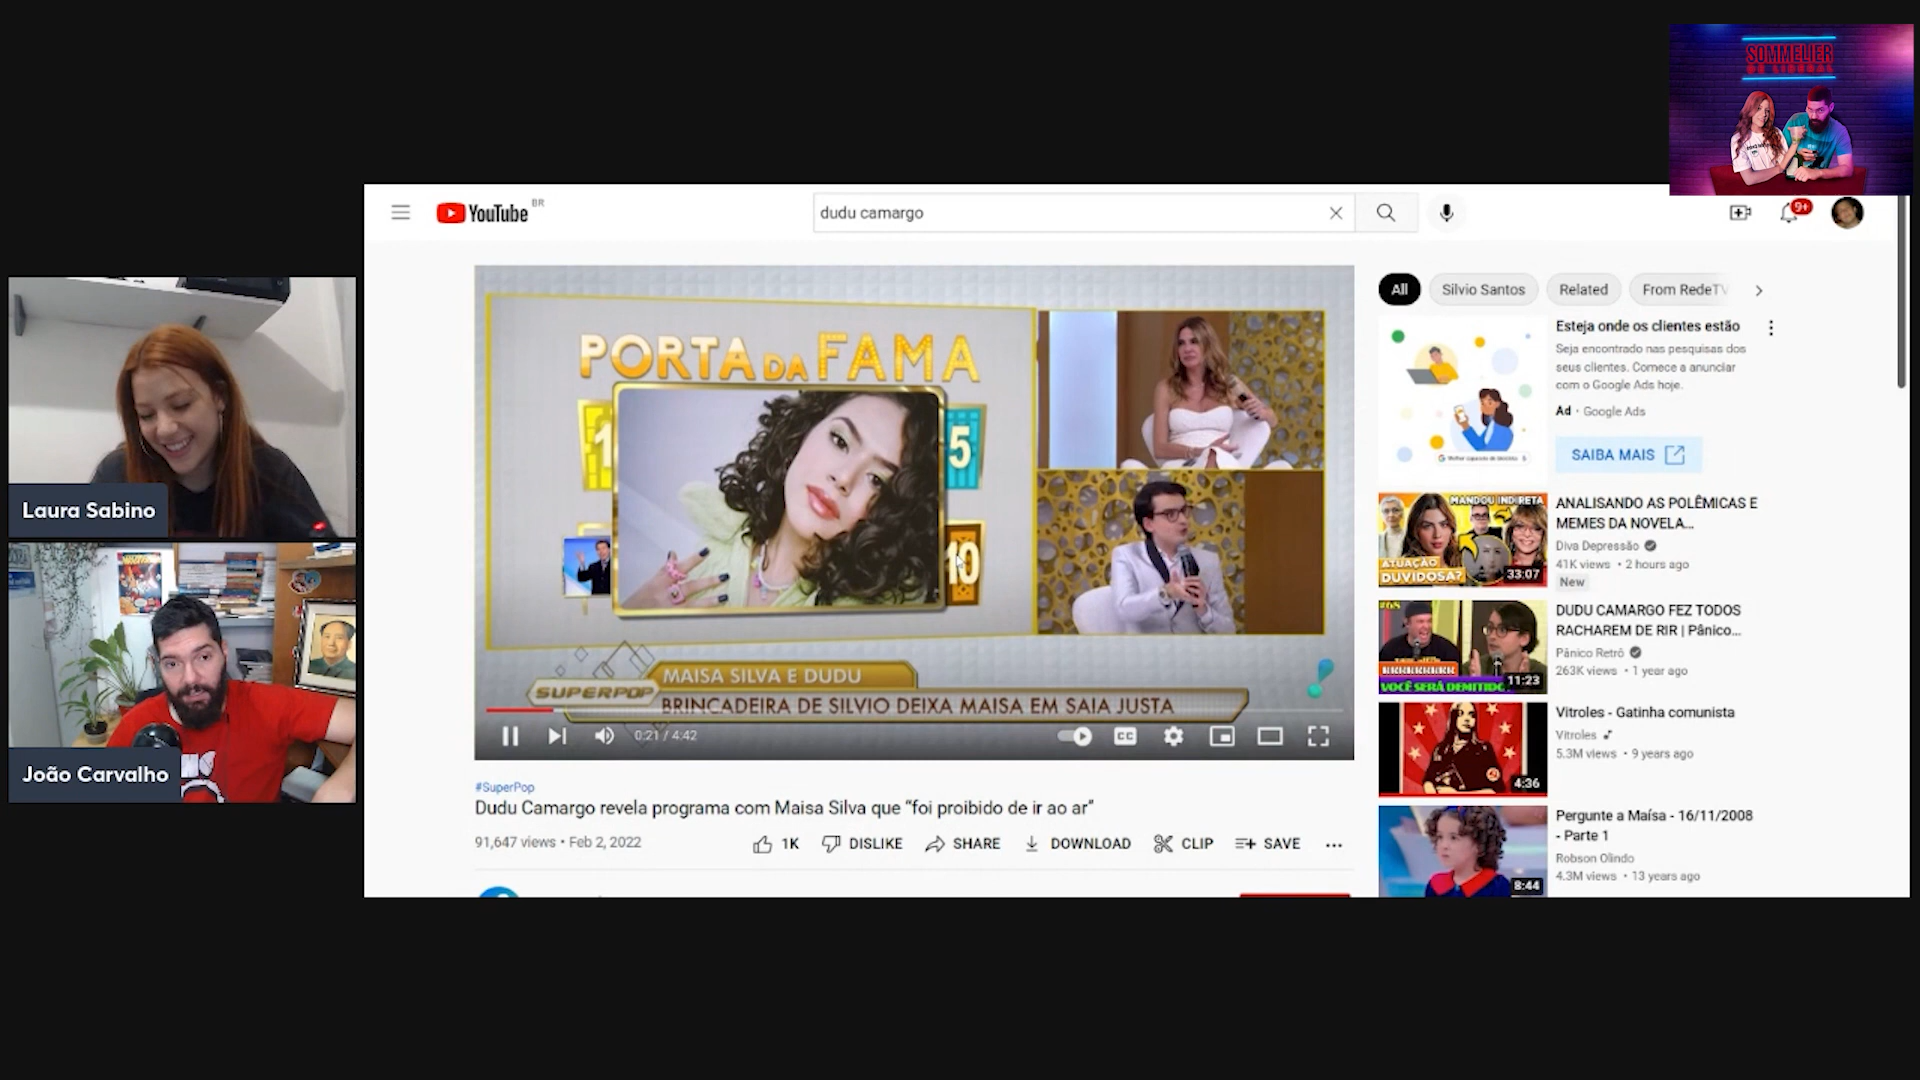 SOMMELIER
YouTube BR
dudu camargo
9+
PORTA DA FAMA
1
5
10
MAISA SILVA E DUDU
SUPERPOP
BRINCADEIRA DE SILVIO DEIXA MAISA EM SAIA JUSTA
0:21 / 4:42
CC
#SuperPop
Dudu Camargo revela programa com Maisa Silva que “foi proibido de ir ao ar”
91,647 views • Feb 2, 2022
1K
DISLIKE
SHARE
DOWNLOAD
CLIP
SAVE
Laura Sabino
João Carvalho
All
Silvio Santos
Related
From RedeTV
Esteja onde os clientes estão
Seja encontrado nas pesquisas dos
seus clientes. Comece a anunciar
com o Google Ads hoje.
Ad · Google Ads
SAIBA MAIS
MANDOU INDIRETA
ATUAÇÃO
DUVIDOSA?
33:07
ANALISANDO AS POLÊMICAS E
MEMES DA NOVELA...
Diva Depressão
41K views • 2 hours ago
New
#68
VOCÊ SERÁ DEMITIDO
11:23
DUDU CAMARGO FEZ TODOS
RACHAREM DE RIR | Pânico...
Pânico Retrô
263K views • 1 year ago
4:36
Vitroles - Gatinha comunista
Vitroles
5.3M views • 9 years ago
8:44
Pergunte a Maísa - 16/11/2008
- Parte 1
Robson Olindo
4.3M views • 13 years ago